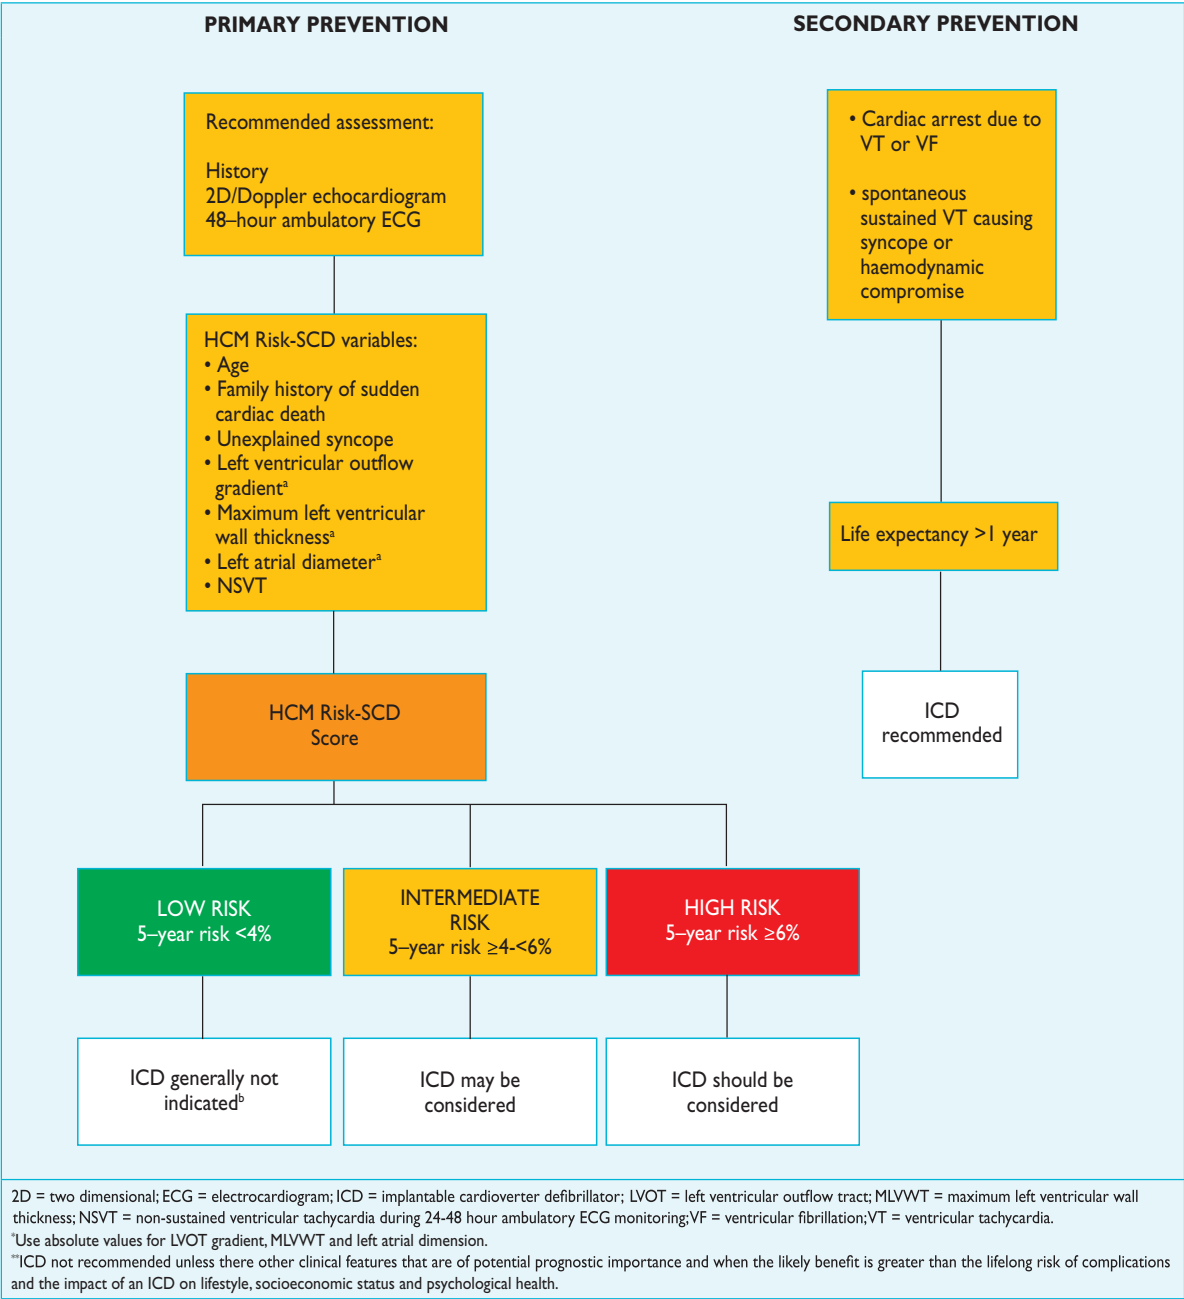 PRIMARY PREVENTION
Recommended assessment:
History
2D/Doppler echocardiogram
48–hour ambulatory ECG
HCM Risk-SCD variables:
• Age
• Family history of sudden
cardiac death
• Unexplained syncope
• Left ventricular outflow
gradientᵃ
• Maximum left ventricular
wall thicknessᵃ
• Left atrial diameterᵃ
• NSVT
HCM Risk-SCD
Score
LOW RISK
5–year risk <4%
INTERMEDIATE
RISK
5–year risk ≥4-<6%
HIGH RISK
5–year risk ≥6%
ICD generally not
indicatedᵇ
ICD may be
considered
ICD should be
considered
SECONDARY PREVENTION
• Cardiac arrest due to
VT or VF
• spontaneous
sustained VT causing
syncope or
haemodynamic
compromise
Life expectancy >1 year
ICD
recommended
2D = two dimensional; ECG = electrocardiogram; ICD = implantable cardioverter defibrillator; LVOT = left ventricular outflow tract; MLVWT = maximum left ventricular wall
thickness; NSVT = non-sustained ventricular tachycardia during 24-48 hour ambulatory ECG monitoring; VF = ventricular fibrillation; VT = ventricular tachycardia.
*Use absolute values for LVOT gradient, MLVWT and left atrial dimension.
**ICD not recommended unless there other clinical features that are of potential prognostic importance and when the likely benefit is greater than the lifelong risk of complications
and the impact of an ICD on lifestyle, socioeconomic status and psychological health.